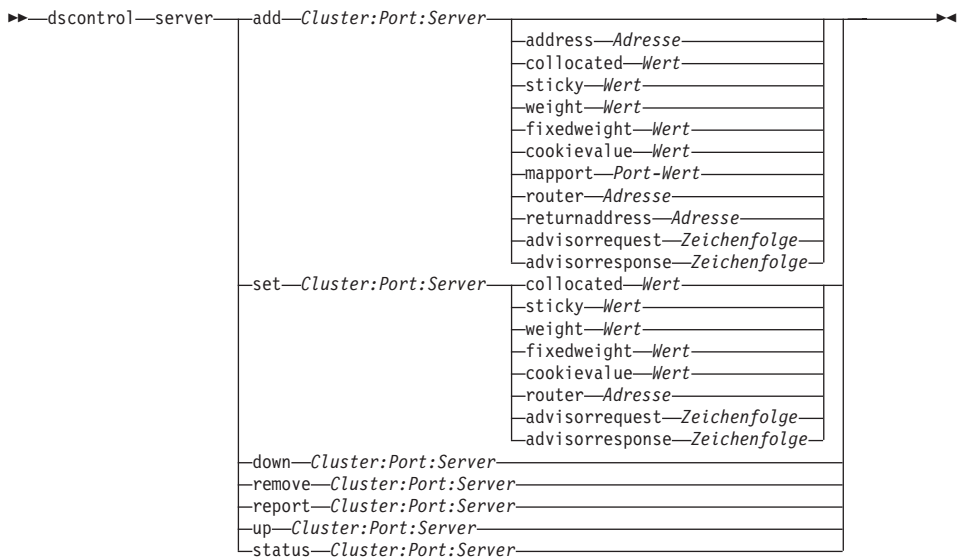 dscontrol server add Cluster:Port:Server
address Adresse
collocated Wert
sticky Wert
weight Wert
fixedweight Wert
cookievalue Wert
mapport Port-Wert
router Adresse
returnaddress Adresse
advisorrequest Zeichenfolge
advisorresponse Zeichenfolge
set Cluster:Port:Server collocated Wert
sticky Wert
weight Wert
fixedweight Wert
cookievalue Wert
router Adresse
advisorrequest Zeichenfolge
advisorresponse Zeichenfolge
down Cluster:Port:Server
remove Cluster:Port:Server
report Cluster:Port:Server
up Cluster:Port:Server
status Cluster:Port:Server